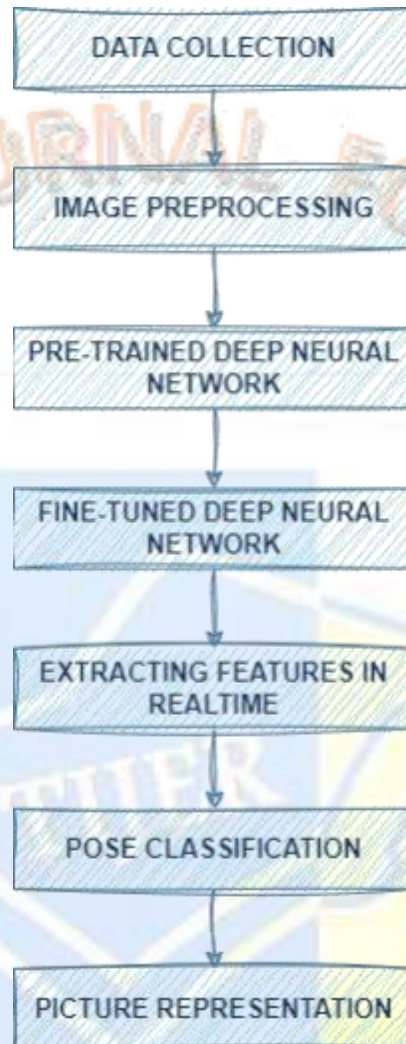 DATA COLLECTION
IMAGE PREPROCESSING
PRE-TRAINED DEEP NEURAL
NETWORK
FINE-TUNED DEEP NEURAL
NETWORK
EXTRACTING FEATURES IN
REALTIME
POSE CLASSIFICATION
PICTURE REPRESENTATION